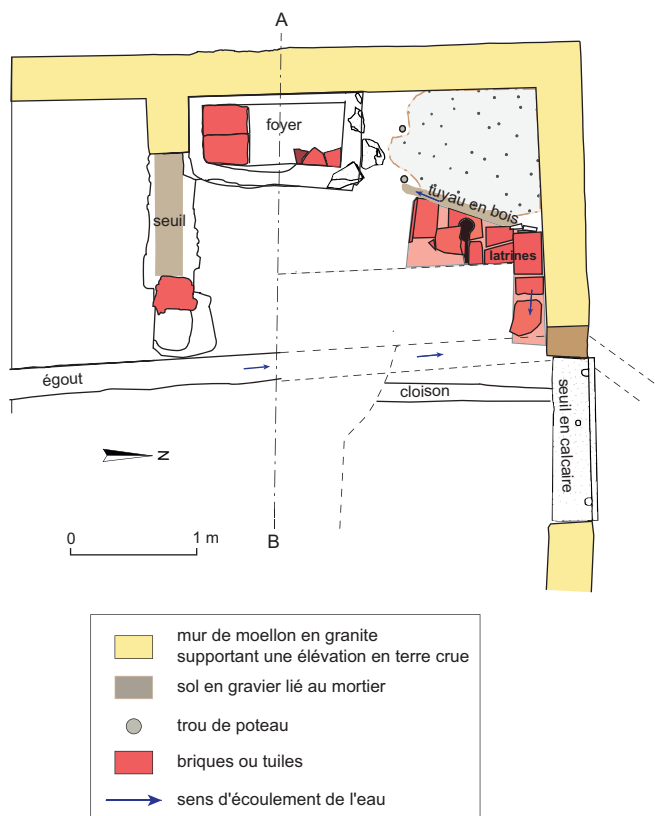 A
foyer
tuyau en bois
seuil
latrines
égout
cloison
seuil en calcaire
N
0 1 m
B
mur de moellon en granite
supportant une élévation en terre crue
sol en gravier lié au mortier
trou de poteau
briques ou tuiles
sens d'écoulement de l'eau